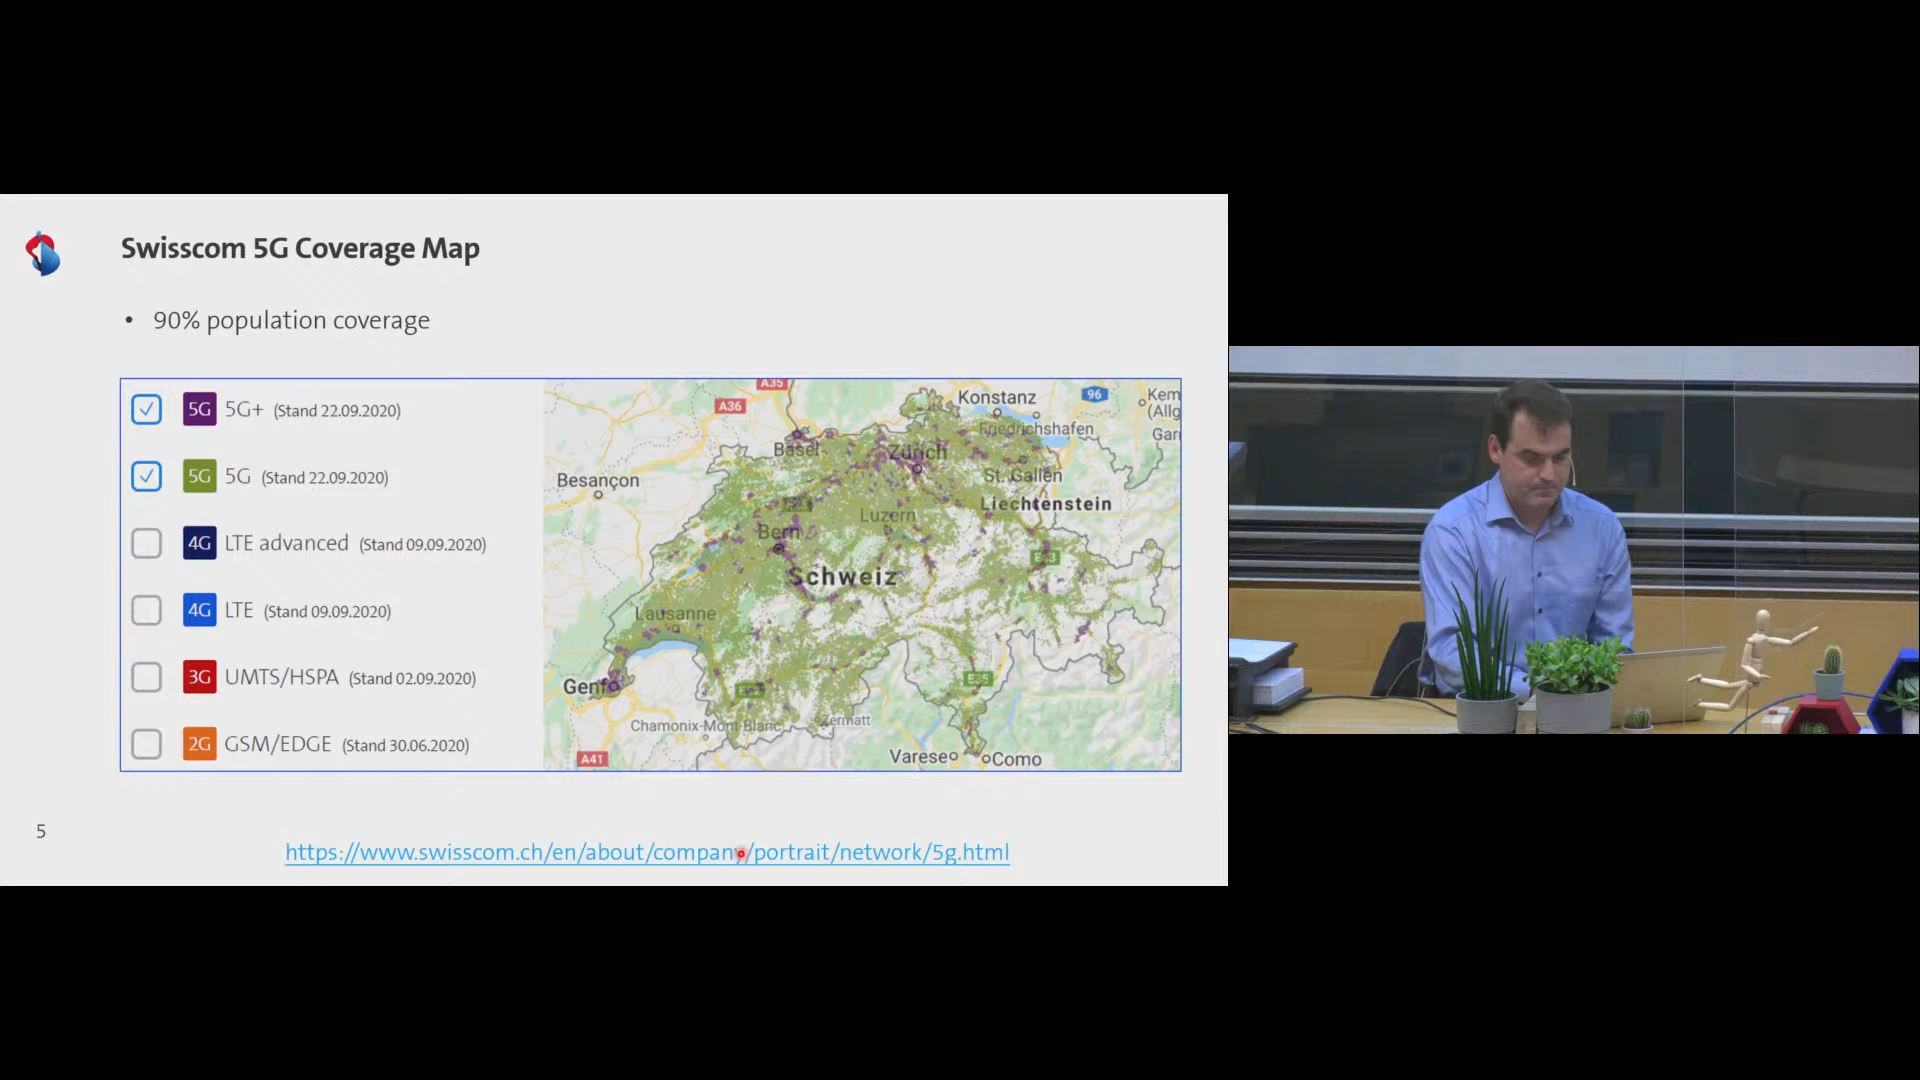 Swisscom 5G Coverage Map
• 90% population coverage
5G 5G+ (Stand 22.09.2020)
5G 5G (Stand 22.09.2020)
4G LTE advanced (Stand 09.09.2020)
4G LTE (Stand 09.09.2020)
3G UMTS/HSPA (Stand 02.09.2020)
2G GSM/EDGE (Stand 30.06.2020)
A35
A36
Konstanz
96
Kem
(Allg
Friedrichshafen
Gar
Basel
Zürich
Besançon
St. Gallen
Liechtenstein
Luzern
Bern
Schweiz
Lausanne
Genf
E35
Chamonix-Mont-Blanc
Zermatt
A41
Varese
Como
5
https://www.swisscom.ch/en/about/company/portrait/network/5g.html